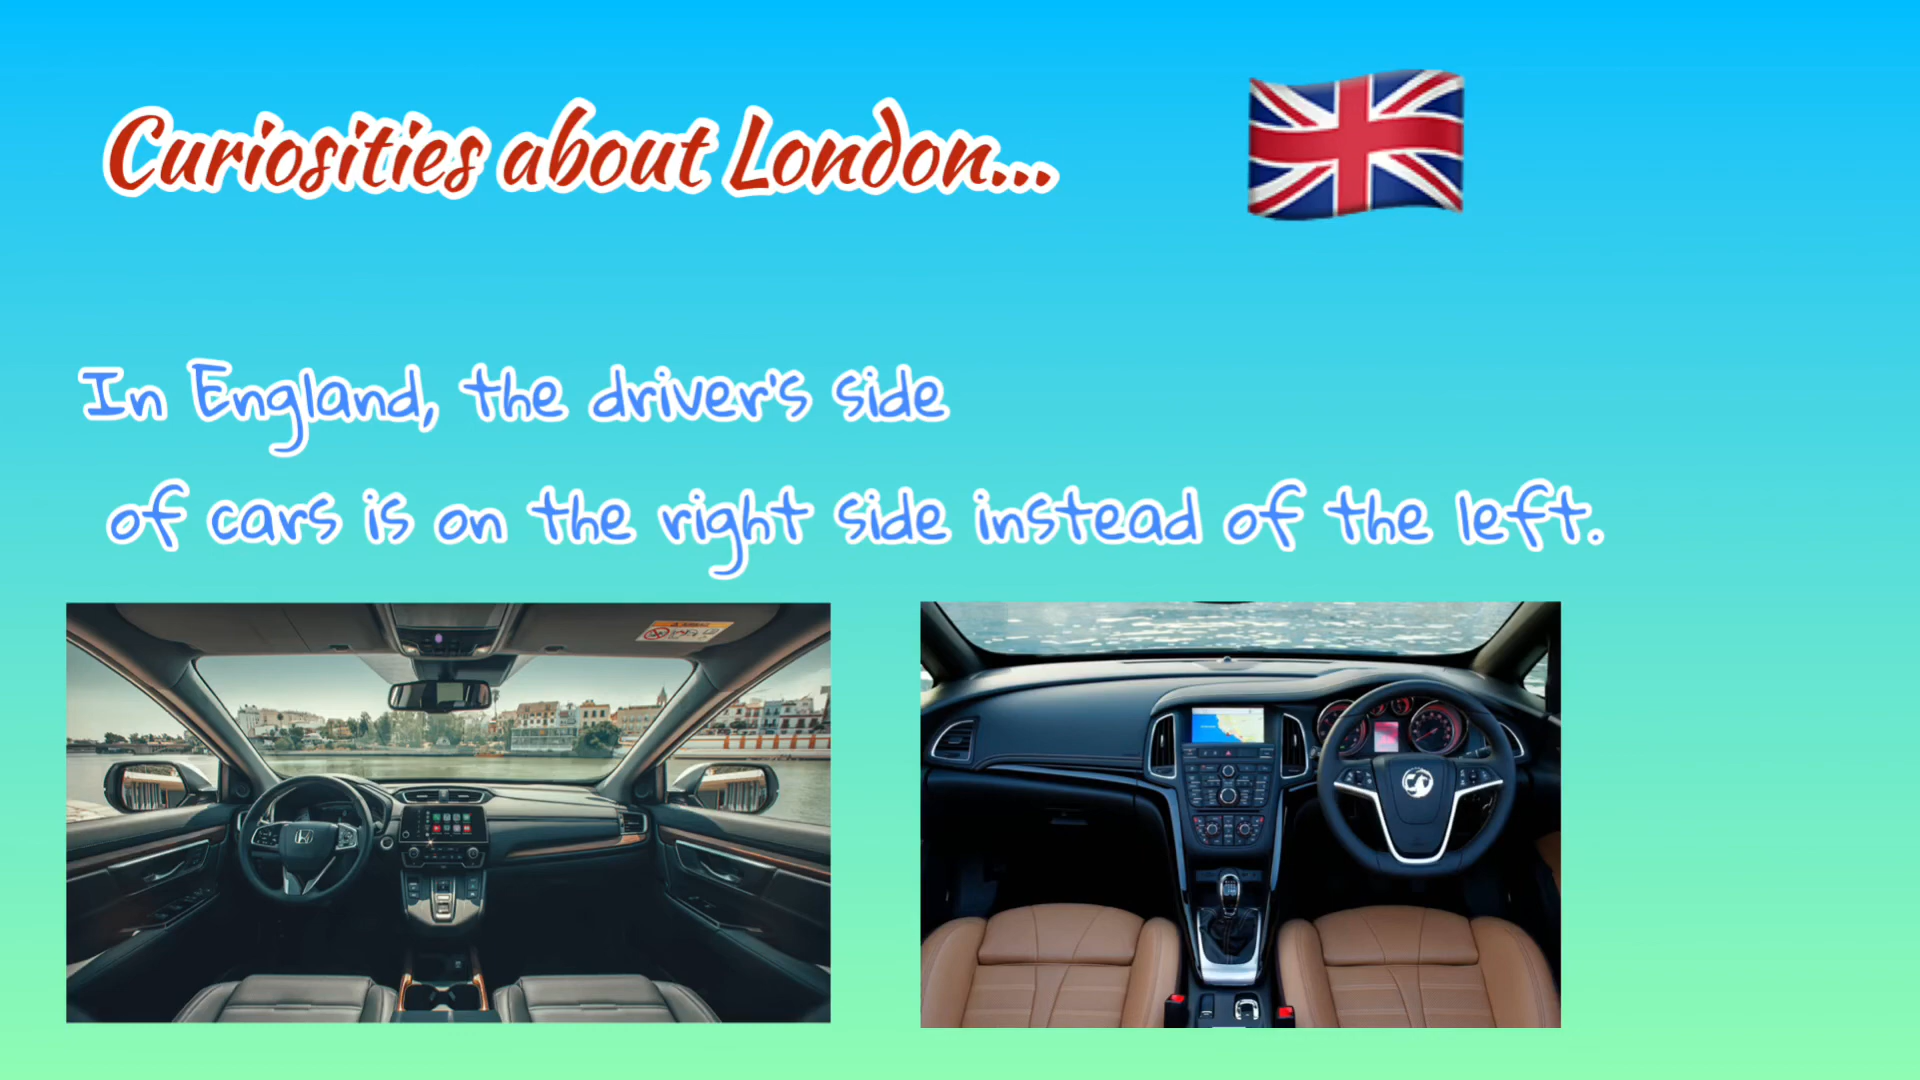 Curiosities about London...
In England, the driver's side
of cars is on the right side instead of the left.